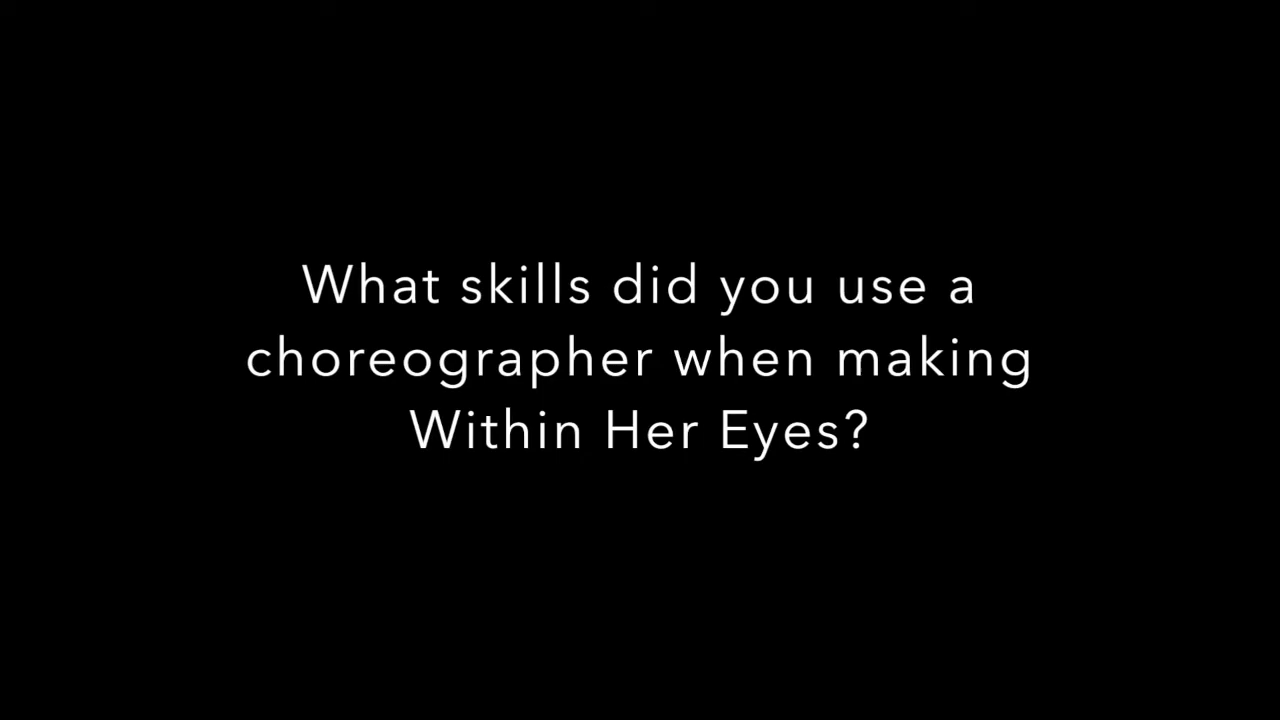 What skills did you use a
choreographer when making
Within Her Eyes?